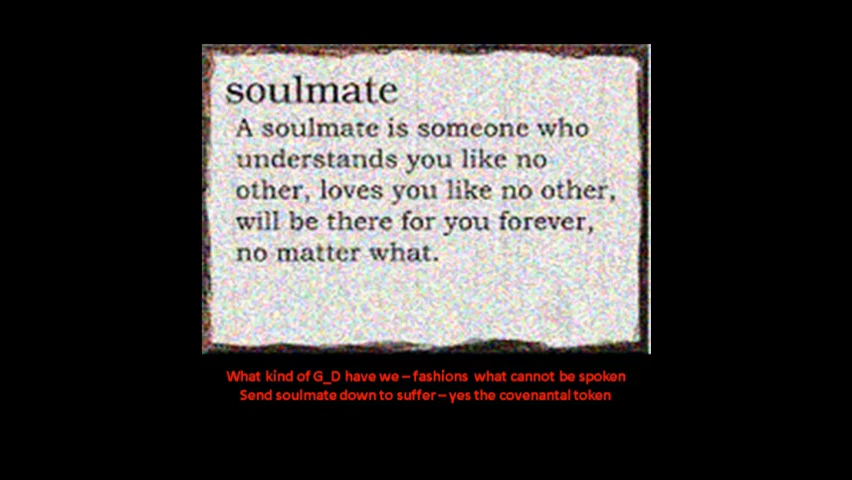 soulmate
A soulmate is someone who
understands you like no
other, loves you like no other,
will be there for you forever,
no matter what.
What kind of G_D have we – fashions what cannot be spoken
Send soulmate down to suffer – yes the covenantal token